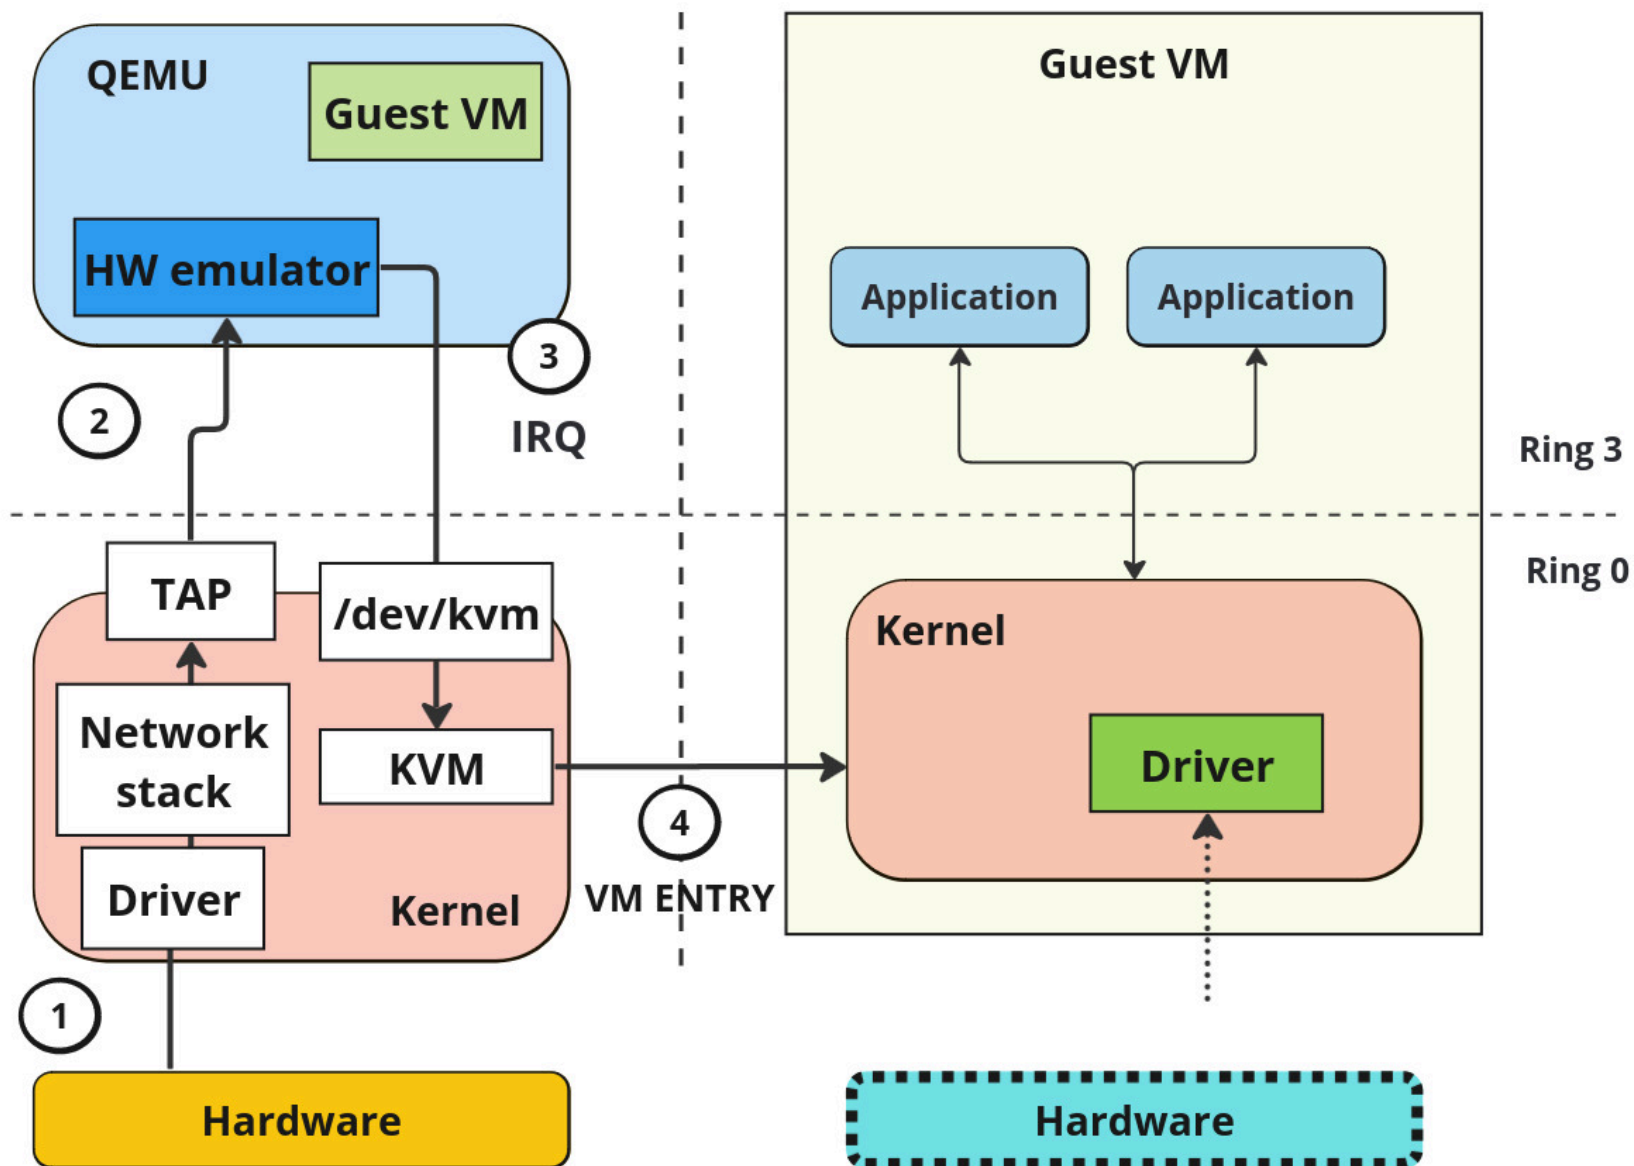 QEMU
Guest VM
HW emulator
2
3
IRQ
TAP
/dev/kvm
Network
stack
KVM
Driver
Kernel
4
VM ENTRY
1
Hardware
Guest VM
Application
Application
Ring 3
Ring 0
Kernel
Driver
Hardware